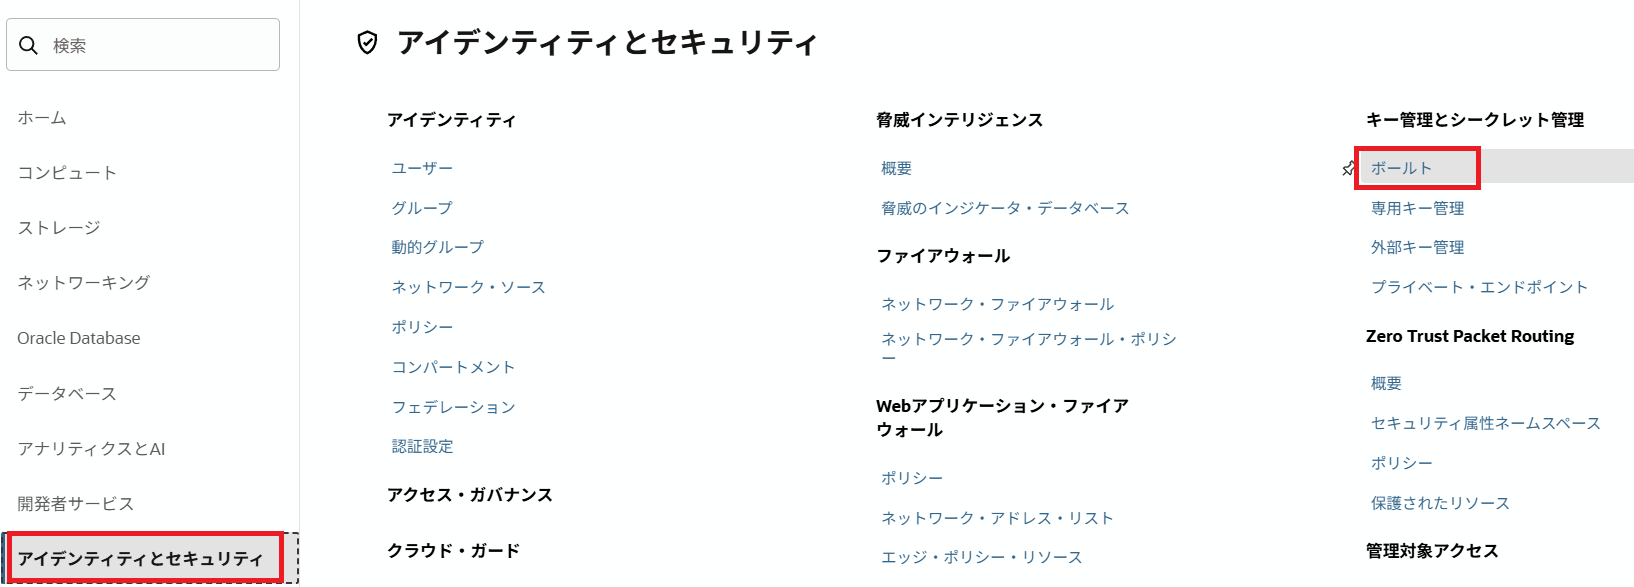 検索
ホーム
コンピュート
ストレージ
ネットワーキング
Oracle Database
データベース
アナリティクスとAI
開発者サービス
アイデンティティとセキュリティ
アイデンティティとセキュリティ
アイデンティティ
ユーザー
グループ
動的グループ
ネットワーク・ソース
ポリシー
コンパートメント
フェデレーション
認証設定
アクセス・ガバナンス
クラウド・ガード
脅威インテリジェンス
概要
脅威のインジケータ・データベース
ファイアウォール
ネットワーク・ファイアウォール
ネットワーク・ファイアウォール・ポリシ
ー
Webアプリケーション・ファイア
ウォール
ポリシー
ネットワーク・アドレス・リスト
エッジ・ポリシー・リソース
キー管理とシークレット管理
ボールト
専用キー管理
外部キー管理
プライベート・エンドポイント
Zero Trust Packet Routing
概要
セキュリティ属性ネームスペース
ポリシー
保護されたリソース
管理対象アクセス